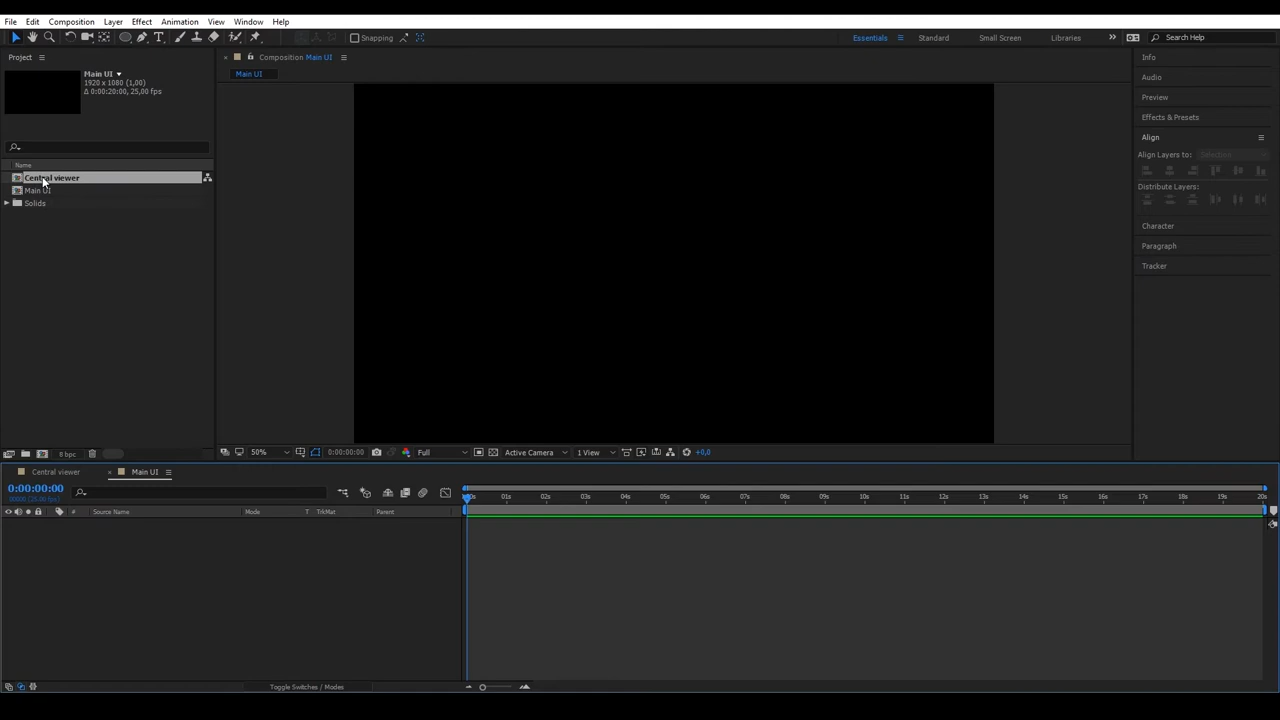 File Edit Composition Layer Effect Animation View Window Help
Snapping
Essentials Standard Small Screen Libraries Search Help
Project
Main UI
1920 x 1080 (1,00)
Δ 0:00:20:00, 25,00 fps
Name
Central viewer
Main UI
Solids
8 bpc
Composition Main UI
Main UI
50% 0:00:00:00 Full Active Camera 1 View +0,0
Info
Audio
Preview
Effects & Presets
Align
Align Layers to: Selection
Distribute Layers:
Character
Paragraph
Tracker
Central viewer Main UI
0:00:00:00
00000 (25.00 fps)
# Source Name Mode T TrkMat Parent
01s 02s 03s 04s 05s 06s 07s 08s 09s 10s 11s 12s 13s 14s 15s 16s 17s 18s 19s 20s
Toggle Switches / Modes